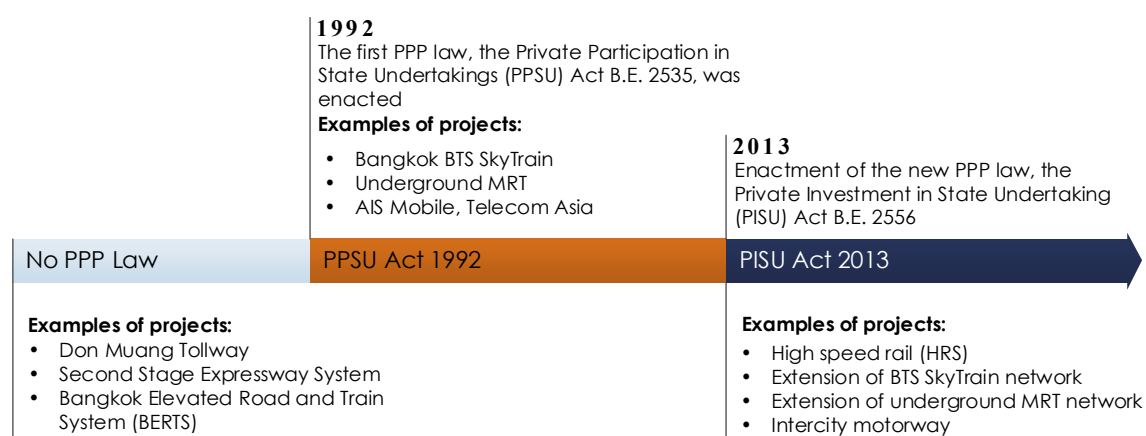 1992
The first PPP law, the Private Participation in
State Undertakings (PPSU) Act B.E. 2535, was
enacted
Examples of projects:
• Bangkok BTS SkyTrain
• Underground MRT
• AIS Mobile, Telecom Asia
2013
Enactment of the new PPP law, the
Private Investment in State Undertaking
(PISU) Act B.E. 2556
No PPP Law
PPSU Act 1992
PISU Act 2013
Examples of projects:
• Don Muang Tollway
• Second Stage Expressway System
• Bangkok Elevated Road and Train
System (BERTS)
Examples of projects:
• High speed rail (HRS)
• Extension of BTS SkyTrain network
• Extension of underground MRT network
• Intercity motorway